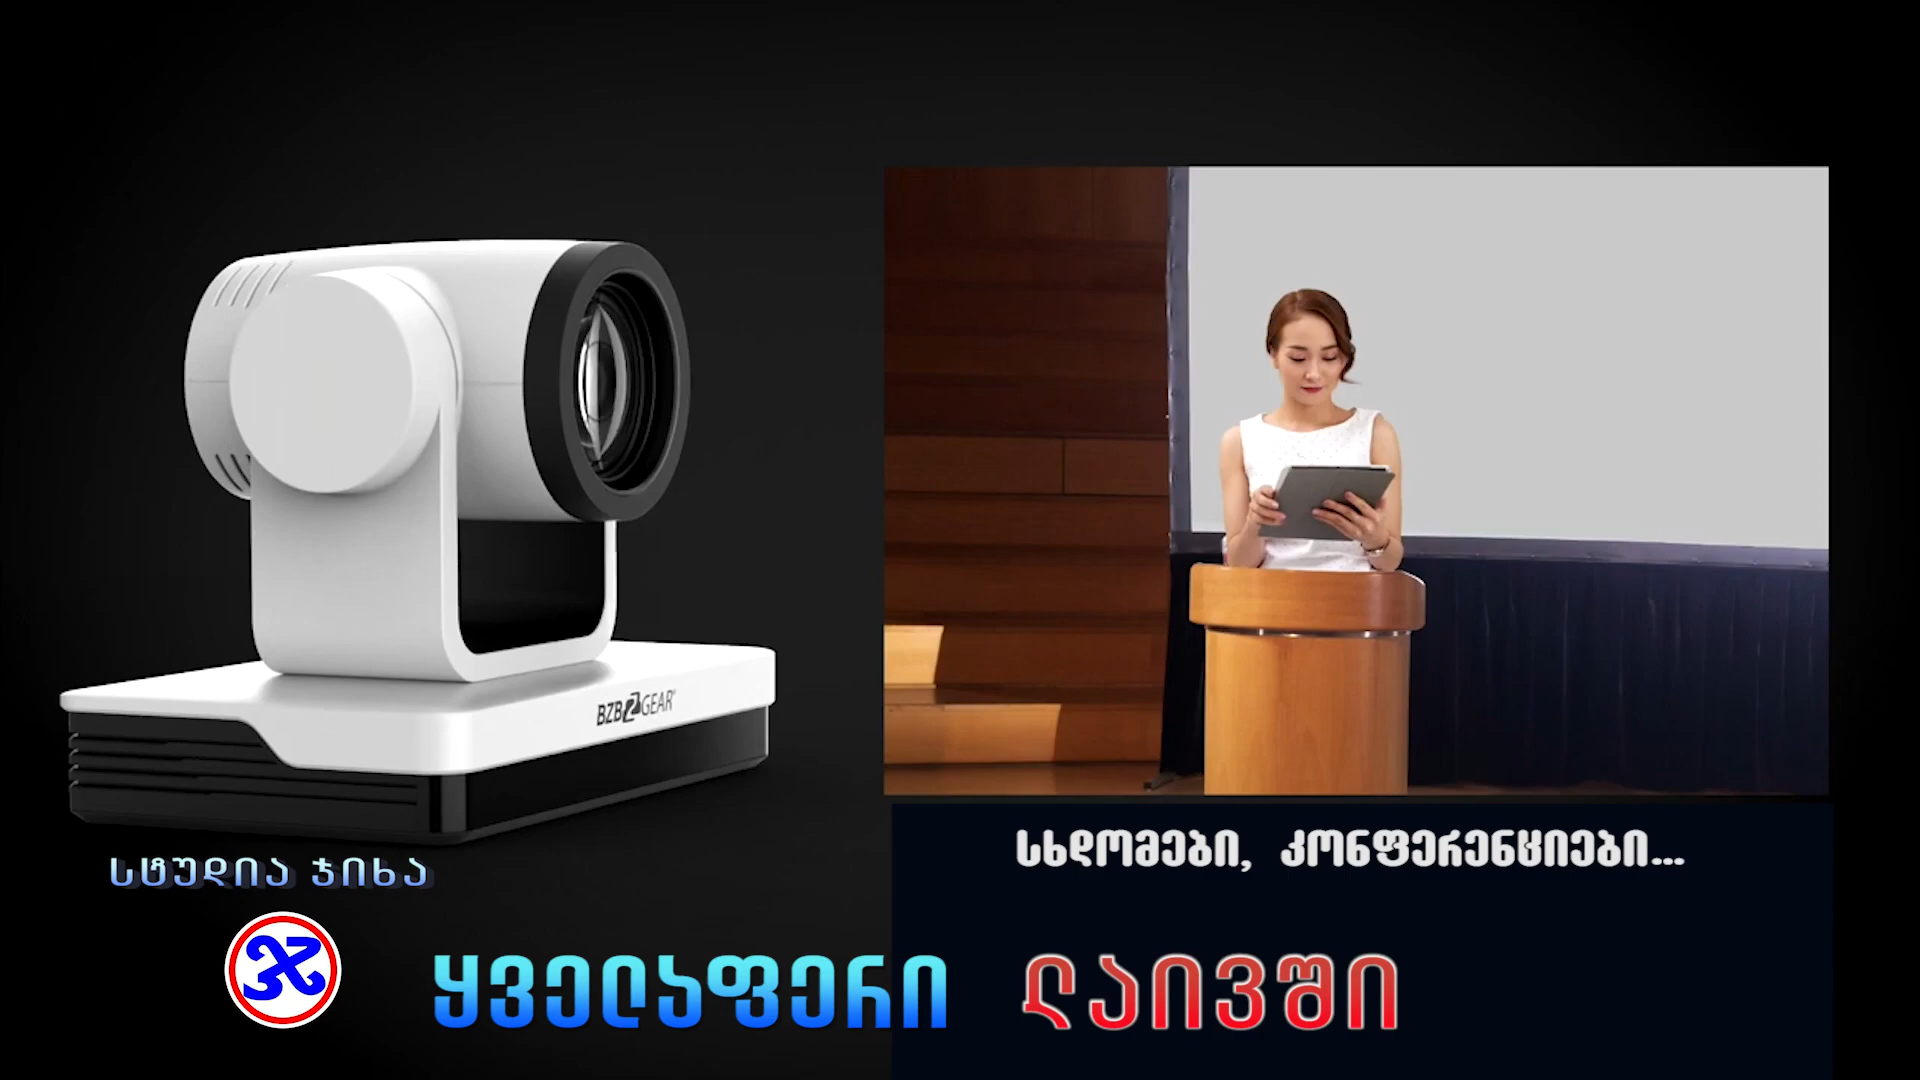 BZBGEAR®
სხდომები, კონფერენციები...
სტუდია ჯიხა
ყველაფერი ლაივში